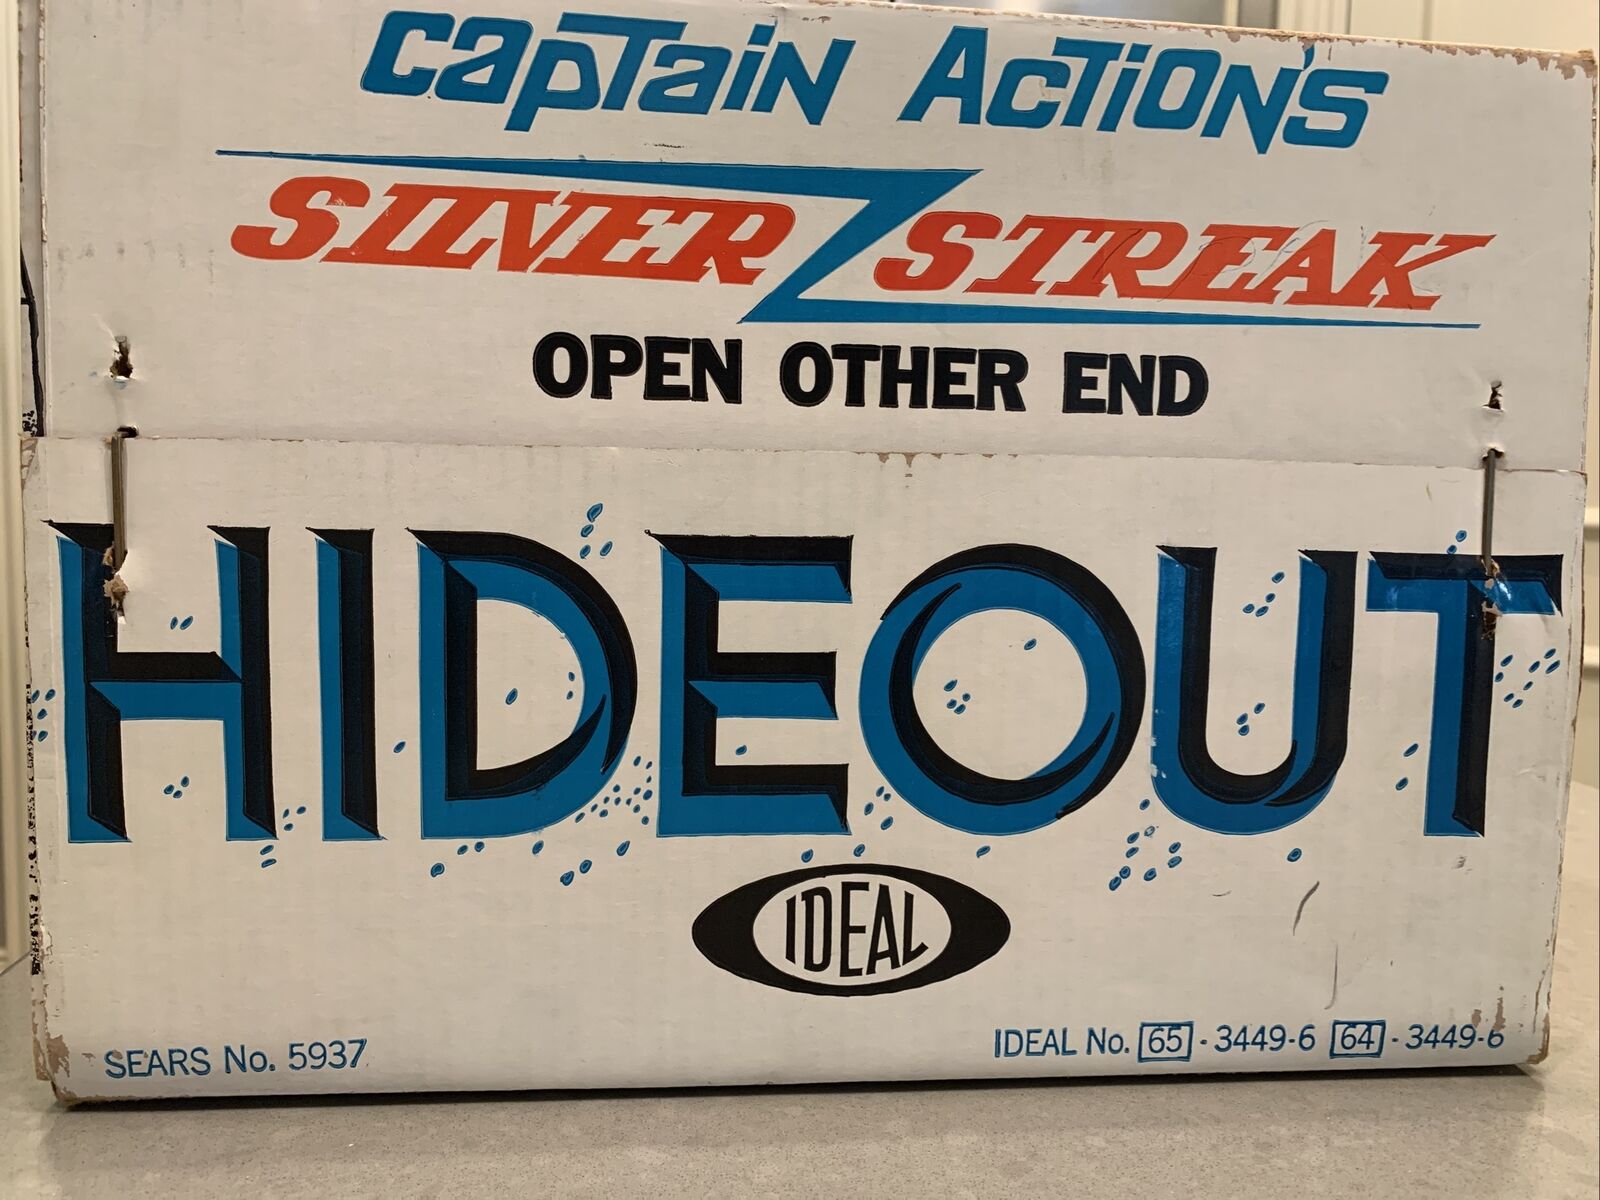 CapTain AcTiON'S
SILVER STREAK
OPEN OTHER END
HIDEOUT
IDEAL
SEARS No. 5937
IDEAL No. 65 - 3449-6 64 - 3449-6